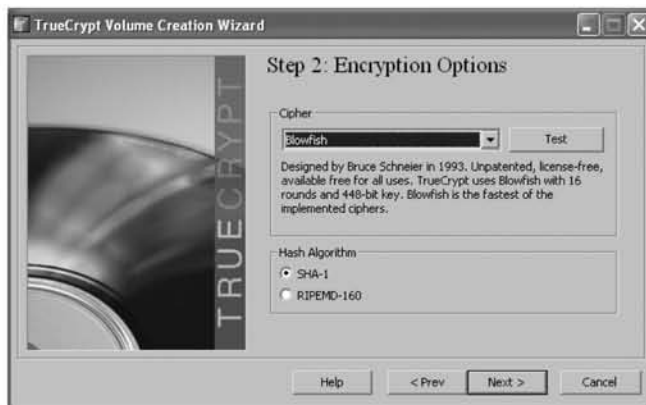 TrueCrypt Volume Creation Wizard
TRUECRYPT
Step 2: Encryption Options
Cipher
Blowfish
Test
Designed by Bruce Schneier in 1993. Unpatented, license-free,
available free for all uses. TrueCrypt uses Blowfish with 16
rounds and 448-bit key. Blowfish is the fastest of the
implemented ciphers.
Hash Algorithm
SHA-1
RIPEMD-160
Help
< Prev
Next >
Cancel